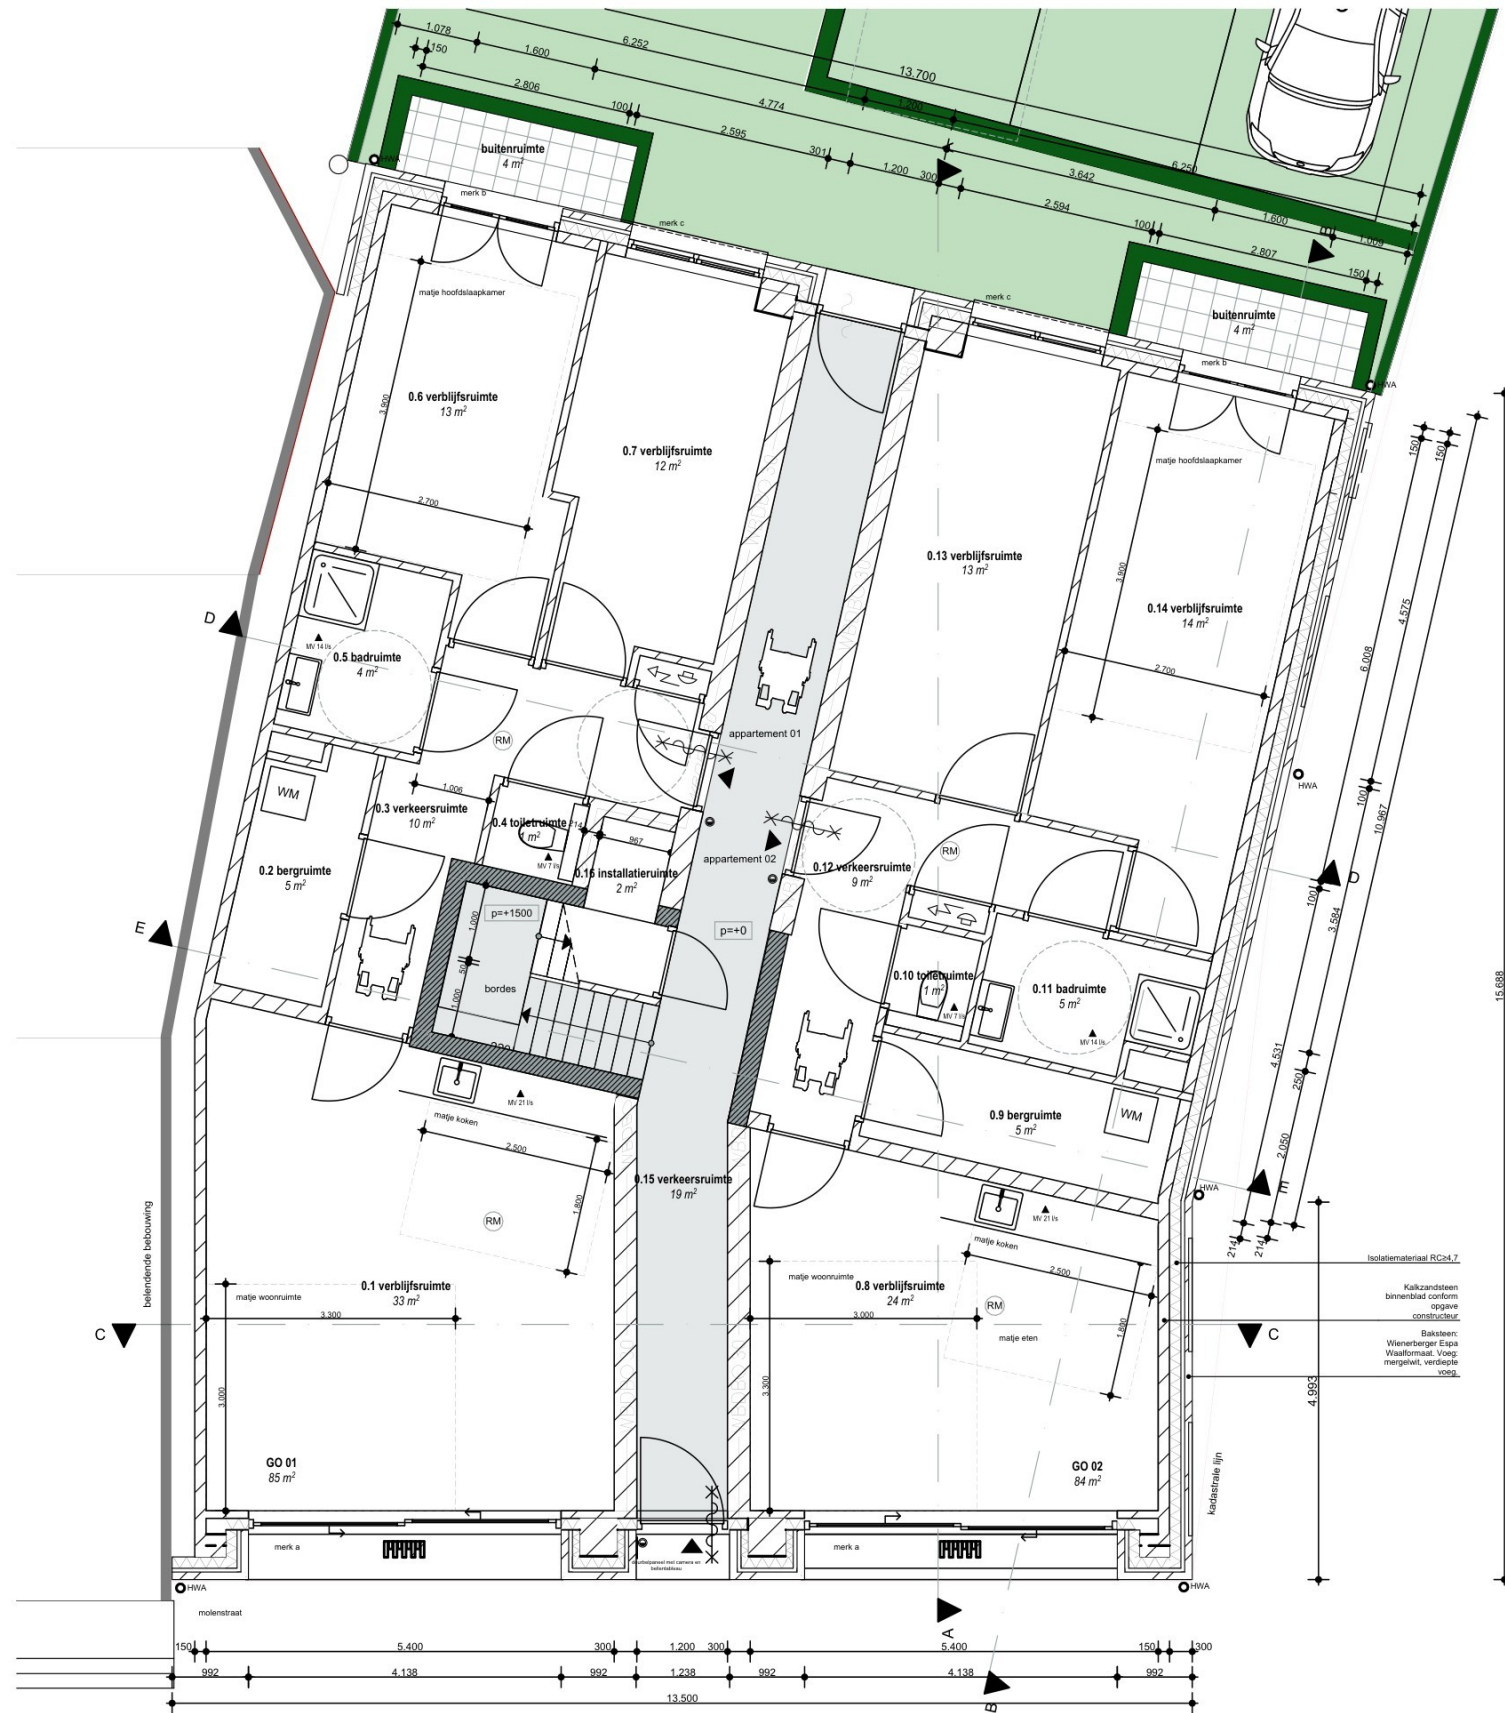 1.078
150
1.600
6.252
13.700
2.806
100
4.774
1.200
2.595
301
1.200
300
3.642
6.250
2.594
1.600
1.009
100
2.807
150
buitenruimte
4 m²
HWA
merk b
merk c
merk c
buitenruimte
4 m²
merk b
HWA
B
matje hoofdslaapkamer
0.6 verblijfsruimte
13 m²
3.900
2.700
0.7 verblijfsruimte
12 m²
matje hoofdslaapkamer
0.13 verblijfsruimte
13 m²
0.14 verblijfsruimte
14 m²
3.900
2.700
150
150
4.575
6.008
D
MV 14 l/s
0.5 badruimte
4 m²
RM
appartement 01
WM
1.006
0.3 verkeersruimte
10 m²
0.4 toiletruimte
1 m²
214
967
MV 7 l/s
0.2 bergruimte
5 m²
0.16 installatieruimte
2 m²
appartement 02
0.12 verkeersruimte
9 m²
RM
HWA
100
10.967
D
100
3.584
p=+1500
p=+0
E
1.000
50
1.000
bordes
0.10 toiletruimte
1 m²
MV 7 l/s
0.11 badruimte
5 m²
MV 14 l/s
15.688
4.531
250
2.050
MV 21 l/s
matje koken
2.500
1.800
RM
0.9 bergruimte
5 m²
WM
0.15 verkeersruimte
19 m²
HWA
E
MV 21 l/s
matje koken
2.500
1.800
214
214
belendende bebouwing
matje woonruimte
0.1 verblijfsruimte
33 m²
3.300
3.000
matje woonruimte
0.8 verblijfsruimte
24 m²
RM
3.000
matje eten
3.300
Isolatiemateriaal RC≥4,7
Kalkzandsteen
binnenblad conform
opgave
constructeur
Baksteen:
Wienerberger Espa
Waalformaat. Voeg:
mergelwit, verdiepte
voeg.
C
C
4.993
kadastrale lijn
GO 01
85 m²
GO 02
84 m²
merk a
merk a
HWA
HWA
molenstraat
A
B
150
5.400
300
1.200
300
5.400
150
300
992
4.138
992
1.238
992
4.138
992
13.500